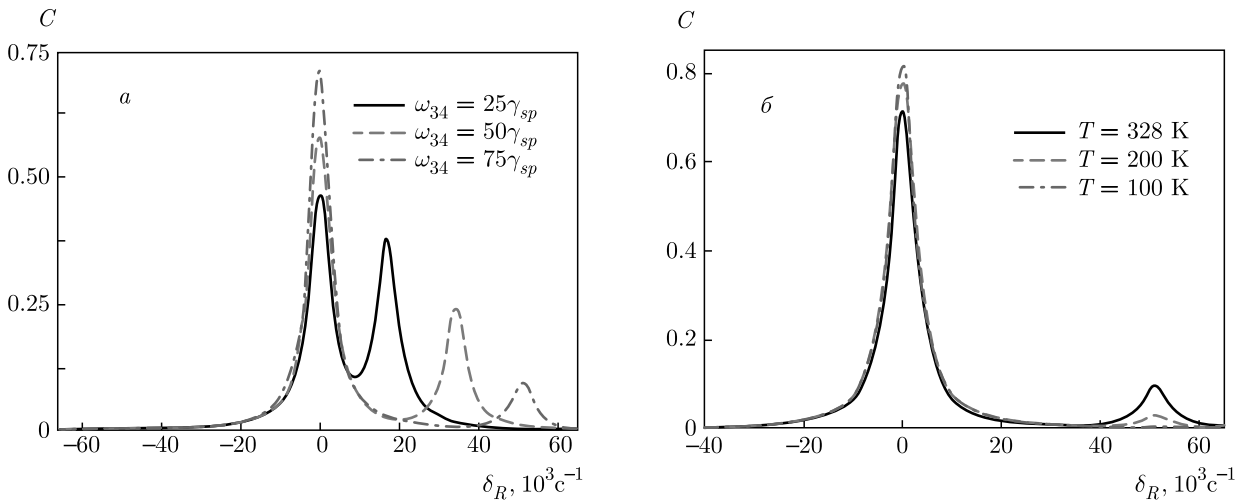 C
0.75
0.50
0.25
0
а
ω34 = 25γsp
ω34 = 50γsp
ω34 = 75γsp
−60 −40 −20 0 20 40 60
δR, 10³c⁻¹
C
0.8
0.6
0.4
0.2
0
б
T = 328 K
T = 200 K
T = 100 K
−40 −20 0 20 40 60
δR, 10³c⁻¹